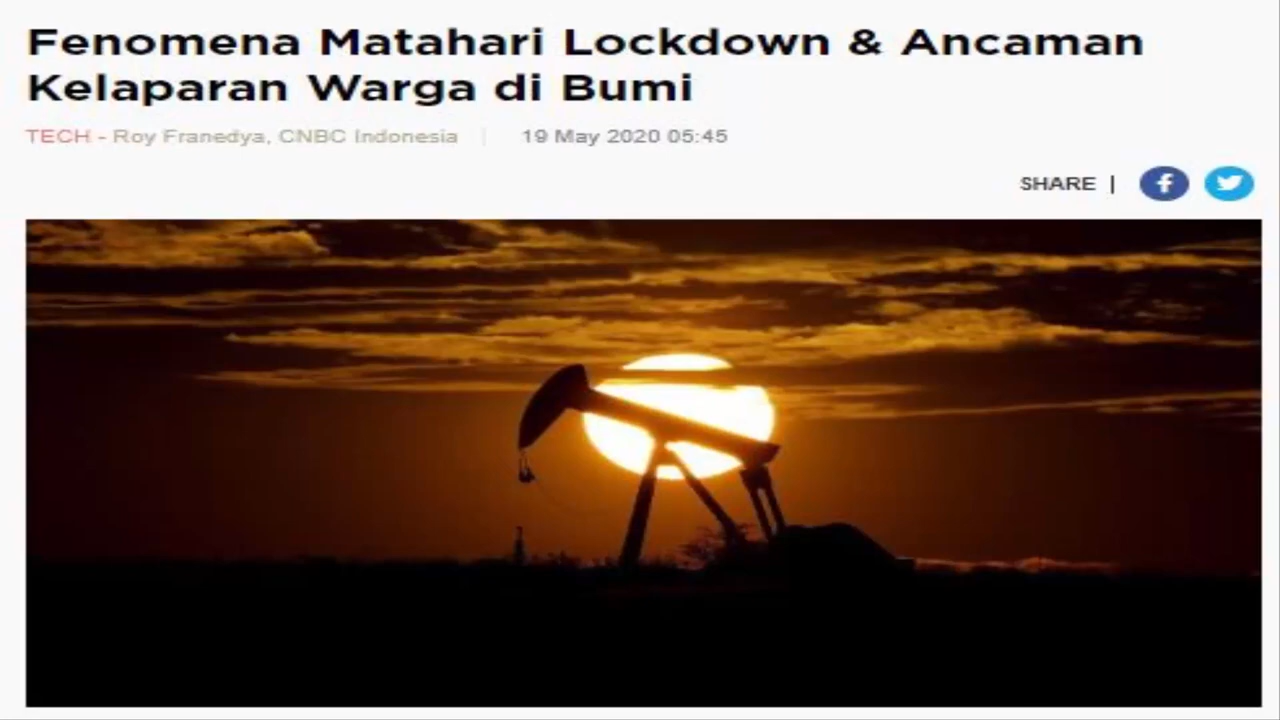 Fenomena Matahari Lockdown & Ancaman
Kelaparan Warga di Bumi
TECH - Roy Franedya, CNBC Indonesia | 19 May 2020 05:45
SHARE |